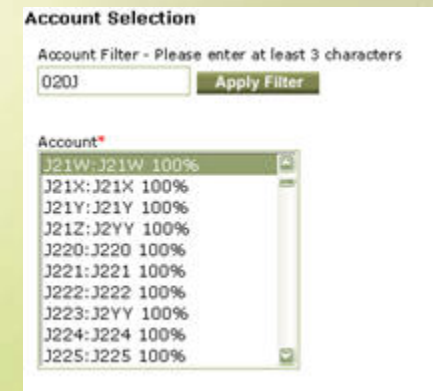 Account Selection
Account Filter - Please enter at least 3 characters
020J
Apply Filter
Account*
J21W:J21W 100%
J21X:J21X 100%
J21Y:J21Y 100%
J21Z:J2YY 100%
J220:J220 100%
J221:J221 100%
J222:J222 100%
J223:J2YY 100%
J224:J224 100%
J225:J225 100%